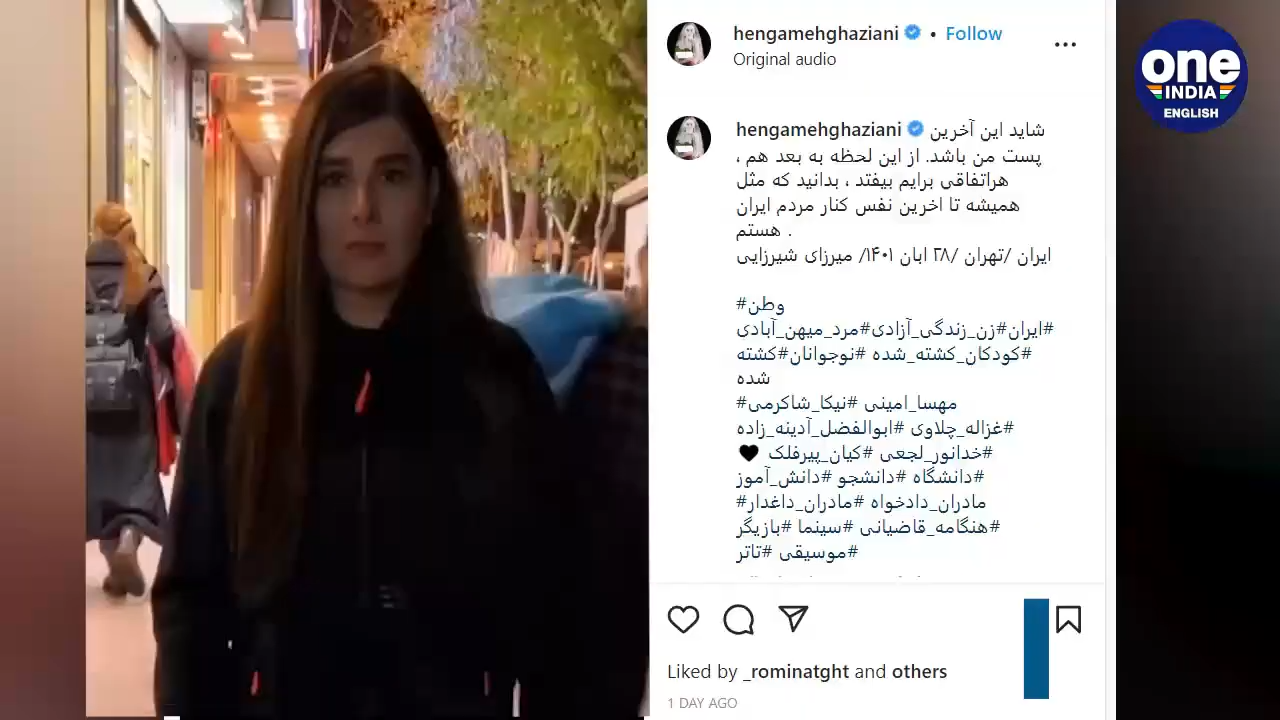 hengamehghaziani • Follow
Original audio
hengamehghaziani شاید این آخرین
پست من باشد. از این لحظه به بعد هم ،
هراتفاقی برایم بیفتد ، بدانید که مثل
همیشه تا اخرین نفس کنار مردم ایران
هستم .
ایران /تهران /۲۸ ابان ۱۴۰۱/ میرزای شیرزایی
#وطن
#ایران#زن_زندگی_آزادی#مرد_میهن_آبادی
#کودکان_کشته_شده #نوجوانان#کشته
شده
#مهسا_امینی #نیکا_شاکرمی
#غزاله_چلاوی #ابوالفضل_آدینه_زاده
#خدانور_لجعی #کیان_پیرفلک 🖤
#دانشگاه #دانشجو #دانش_آموز
#مادران_دادخواه #مادران_داغدار
#هنگامه_قاضیانی #سینما #بازیگر
#موسیقی #تاتر
Liked by _rominatght and others
1 DAY AGO
one
INDIA
ENGLISH